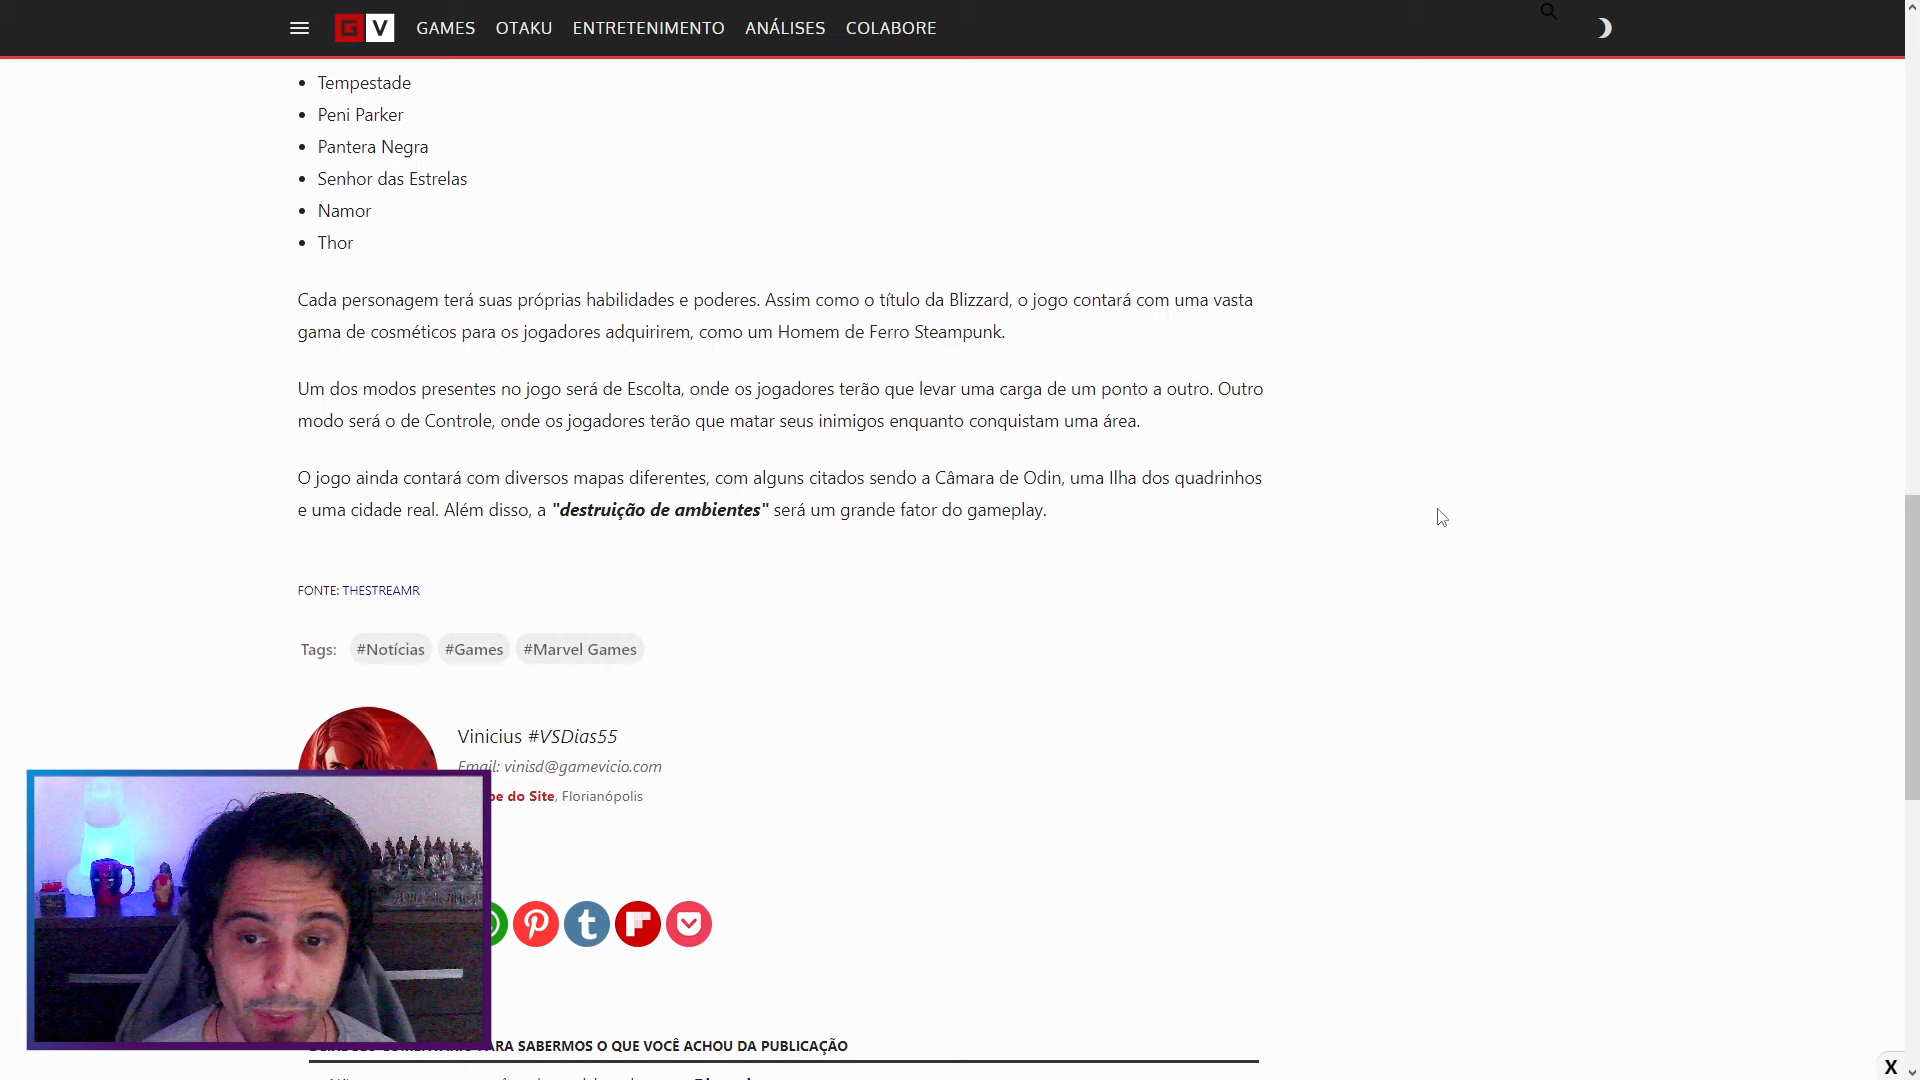 G V GAMES OTAKU ENTRETENIMENTO ANÁLISES COLABORE
• Tempestade
• Peni Parker
• Pantera Negra
• Senhor das Estrelas
• Namor
• Thor
Cada personagem terá suas próprias habilidades e poderes. Assim como o título da Blizzard, o jogo contará com uma vasta
gama de cosméticos para os jogadores adquirirem, como um Homem de Ferro Steampunk.
Um dos modos presentes no jogo será de Escolta, onde os jogadores terão que levar uma carga de um ponto a outro. Outro
modo será o de Controle, onde os jogadores terão que matar seus inimigos enquanto conquistam uma área.
O jogo ainda contará com diversos mapas diferentes, com alguns citados sendo a Câmara de Odin, uma Ilha dos quadrinhos
e uma cidade real. Além disso, a "destruição de ambientes" será um grande fator do gameplay.
FONTE: THESTREAMR
Tags: #Notícias #Games #Marvel Games
Vinicius #VSDias55
Email: vinisd@gamevicio.com
do Site, Florianópolis
SABERMOS O QUE VOCÊ ACHOU DA PUBLICAÇÃO
X